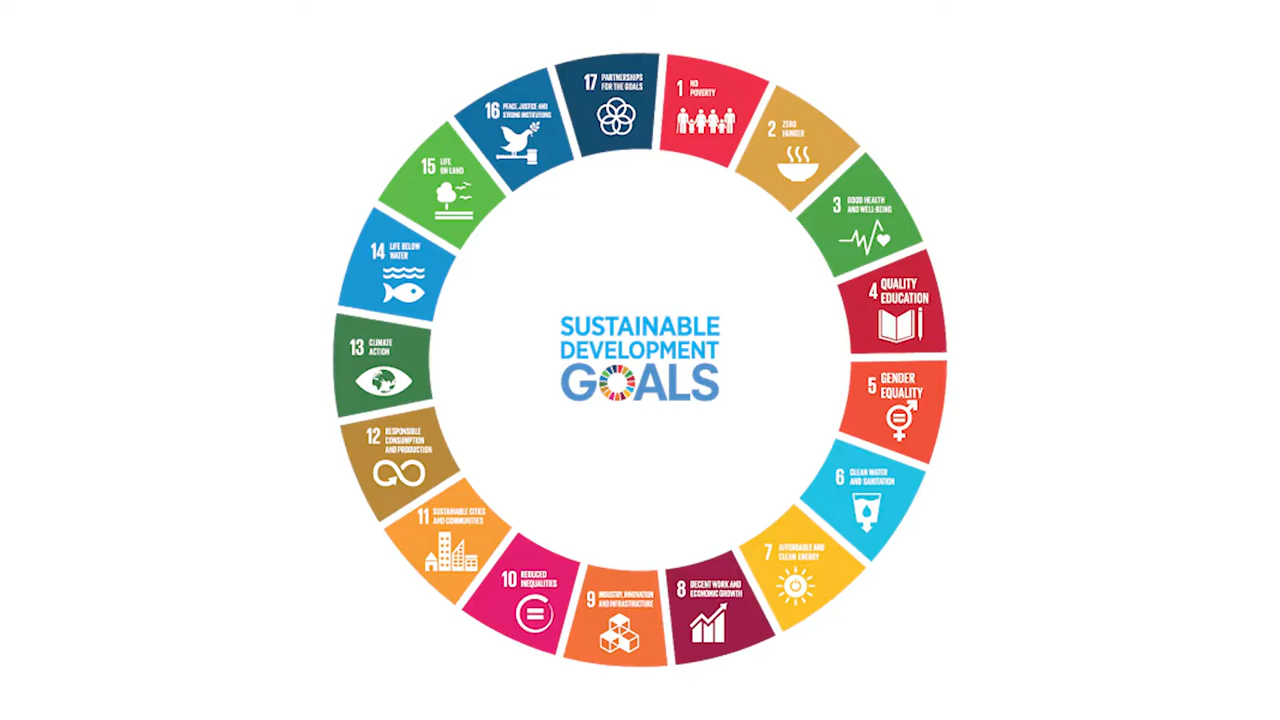 SUSTAINABLE
DEVELOPMENT
GOALS
1 NO
POVERTY
2 ZERO
HUNGER
3 GOOD HEALTH
AND WELL-BEING
4 QUALITY
EDUCATION
5 GENDER
EQUALITY
6 CLEAN WATER
AND SANITATION
7 AFFORDABLE AND
CLEAN ENERGY
8 DECENT WORK AND
ECONOMIC GROWTH
9 INDUSTRY, INNOVATION
AND INFRASTRUCTURE
10 REDUCED
INEQUALITIES
11 SUSTAINABLE CITIES
AND COMMUNITIES
12 RESPONSIBLE
CONSUMPTION
AND PRODUCTION
13 CLIMATE
ACTION
14 LIFE BELOW
WATER
15 LIFE
ON LAND
16 PEACE, JUSTICE AND
STRONG INSTITUTIONS
17 PARTNERSHIPS
FOR THE GOALS